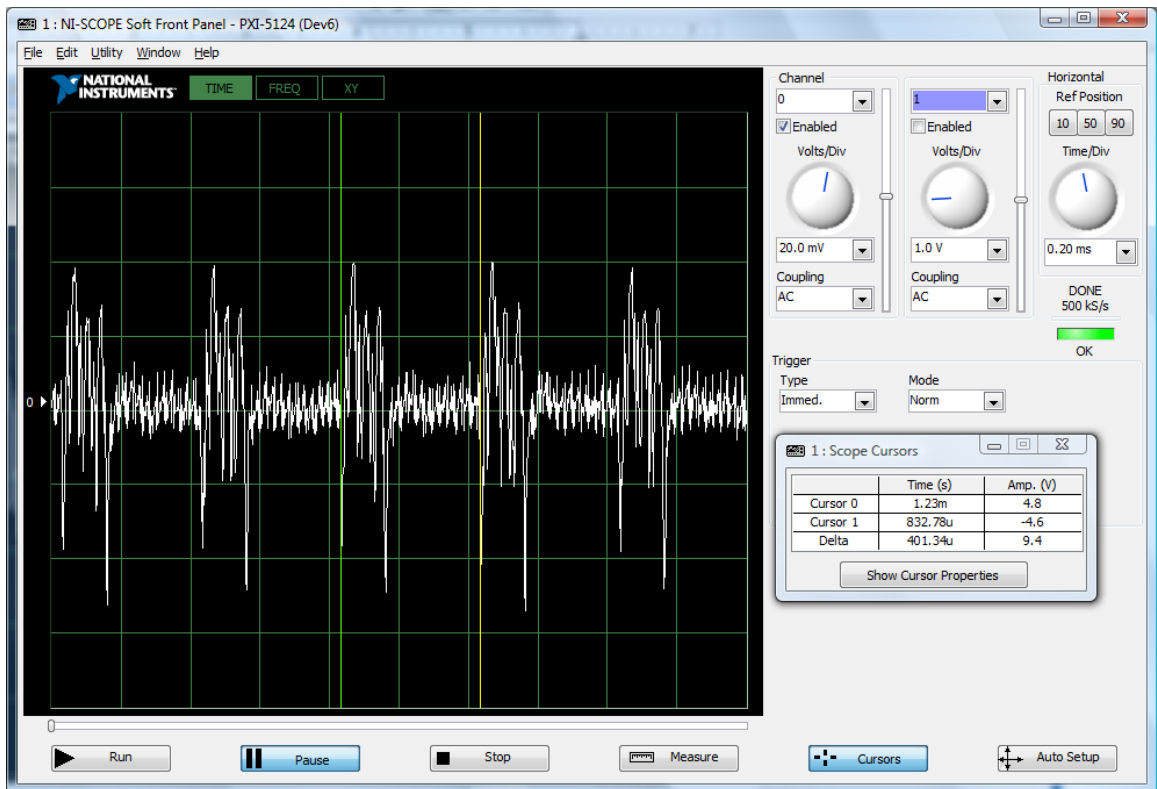 1 : NI-SCOPE Soft Front Panel - PXI-5124 (Dev6)
File Edit Utility Window Help
NATIONAL
INSTRUMENTS
TIME FREQ XY
0
Channel
0
Enabled
Volts/Div
20.0 mV
Coupling
AC
1
Enabled
Volts/Div
1.0 V
Coupling
AC
Horizontal
Ref Position
10 50 90
Time/Div
0.20 ms
DONE
500 kS/s
OK
Trigger
Type Mode
Immed. Norm
1 : Scope Cursors
Time (s) Amp. (V)
Cursor 0 1.23m 4.8
Cursor 1 832.78u -4.6
Delta 401.34u 9.4
Show Cursor Properties
Run Pause Stop Measure Cursors Auto Setup